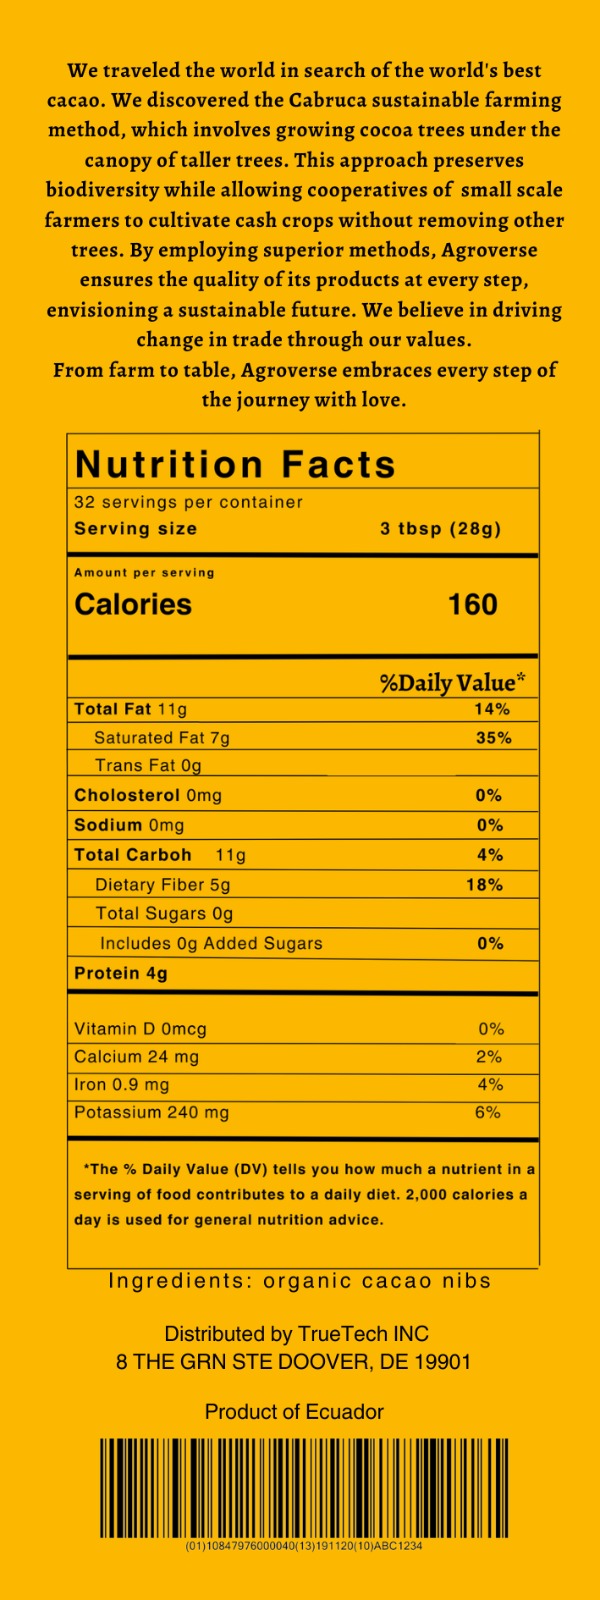 We traveled the world in search of the world's best
cacao. We discovered the Cabruca sustainable farming
method, which involves growing cocoa trees under the
canopy of taller trees. This approach preserves
biodiversity while allowing cooperatives of small scale
farmers to cultivate cash crops without removing other
trees. By employing superior methods, Agroverse
ensures the quality of its products at every step,
envisioning a sustainable future. We believe in driving
change in trade through our values.
From farm to table, Agroverse embraces every step of
the journey with love.
Nutrition Facts
32 servings per container
Serving size 3 tbsp (28g)
Amount per serving
Calories 160
%Daily Value*
Total Fat 11g 14%
Saturated Fat 7g 35%
Trans Fat 0g
Cholosterol 0mg 0%
Sodium 0mg 0%
Total Carboh 11g 4%
Dietary Fiber 5g 18%
Total Sugars 0g
Includes 0g Added Sugars 0%
Protein 4g
Vitamin D 0mcg 0%
Calcium 24 mg 2%
Iron 0.9 mg 4%
Potassium 240 mg 6%
*The % Daily Value (DV) tells you how much a nutrient in a
serving of food contributes to a daily diet. 2,000 calories a
day is used for general nutrition advice.
Ingredients: organic cacao nibs
Distributed by TrueTech INC
8 THE GRN STE DOOVER, DE 19901
Product of Ecuador
(01)10847976000040(13)191120(10)ABC1234